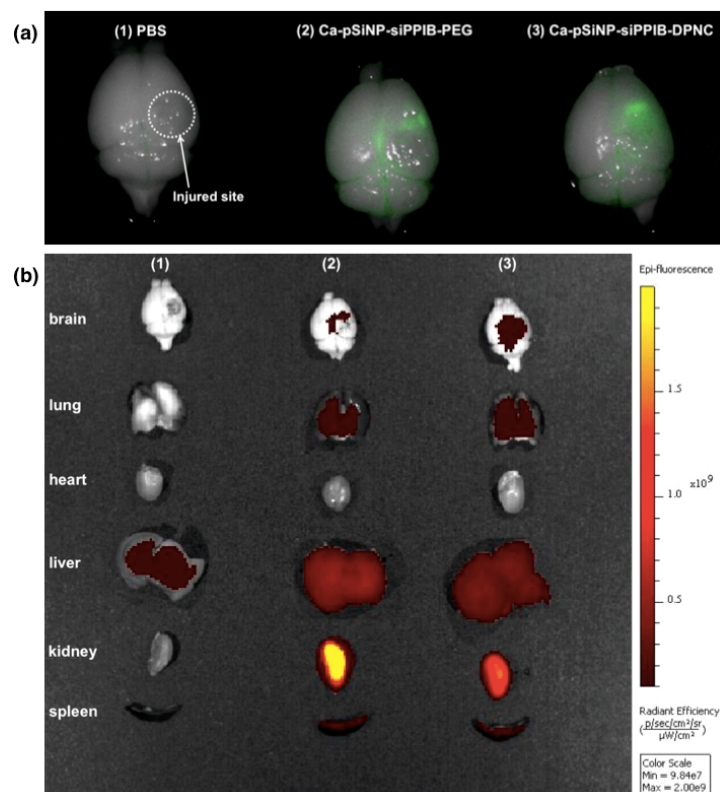 (a)
(1) PBS
(2) Ca-pSiNP-siPPIB-PEG
(3) Ca-pSiNP-siPPIB-DPNC
Injured site
(b)
(1)
(2)
(3)
Epi-fluorescence
brain
lung
heart
liver
kidney
spleen
1.5
1.0
x10⁹
0.5
Radiant Efficiency
(p/sec/cm²/sr
μW/cm²)
Color Scale
Min = 9.84e7
Max = 2.00e9